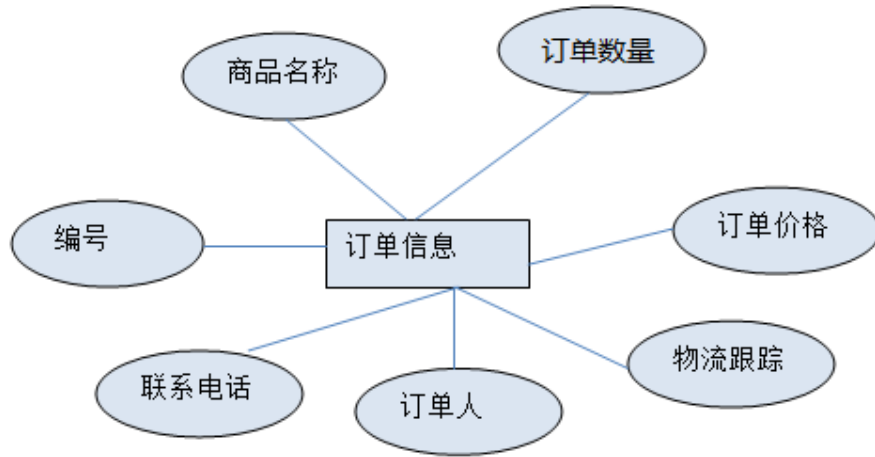 商品名称
订单数量
编号
订单信息
订单价格
联系电话
订单人
物流跟踪